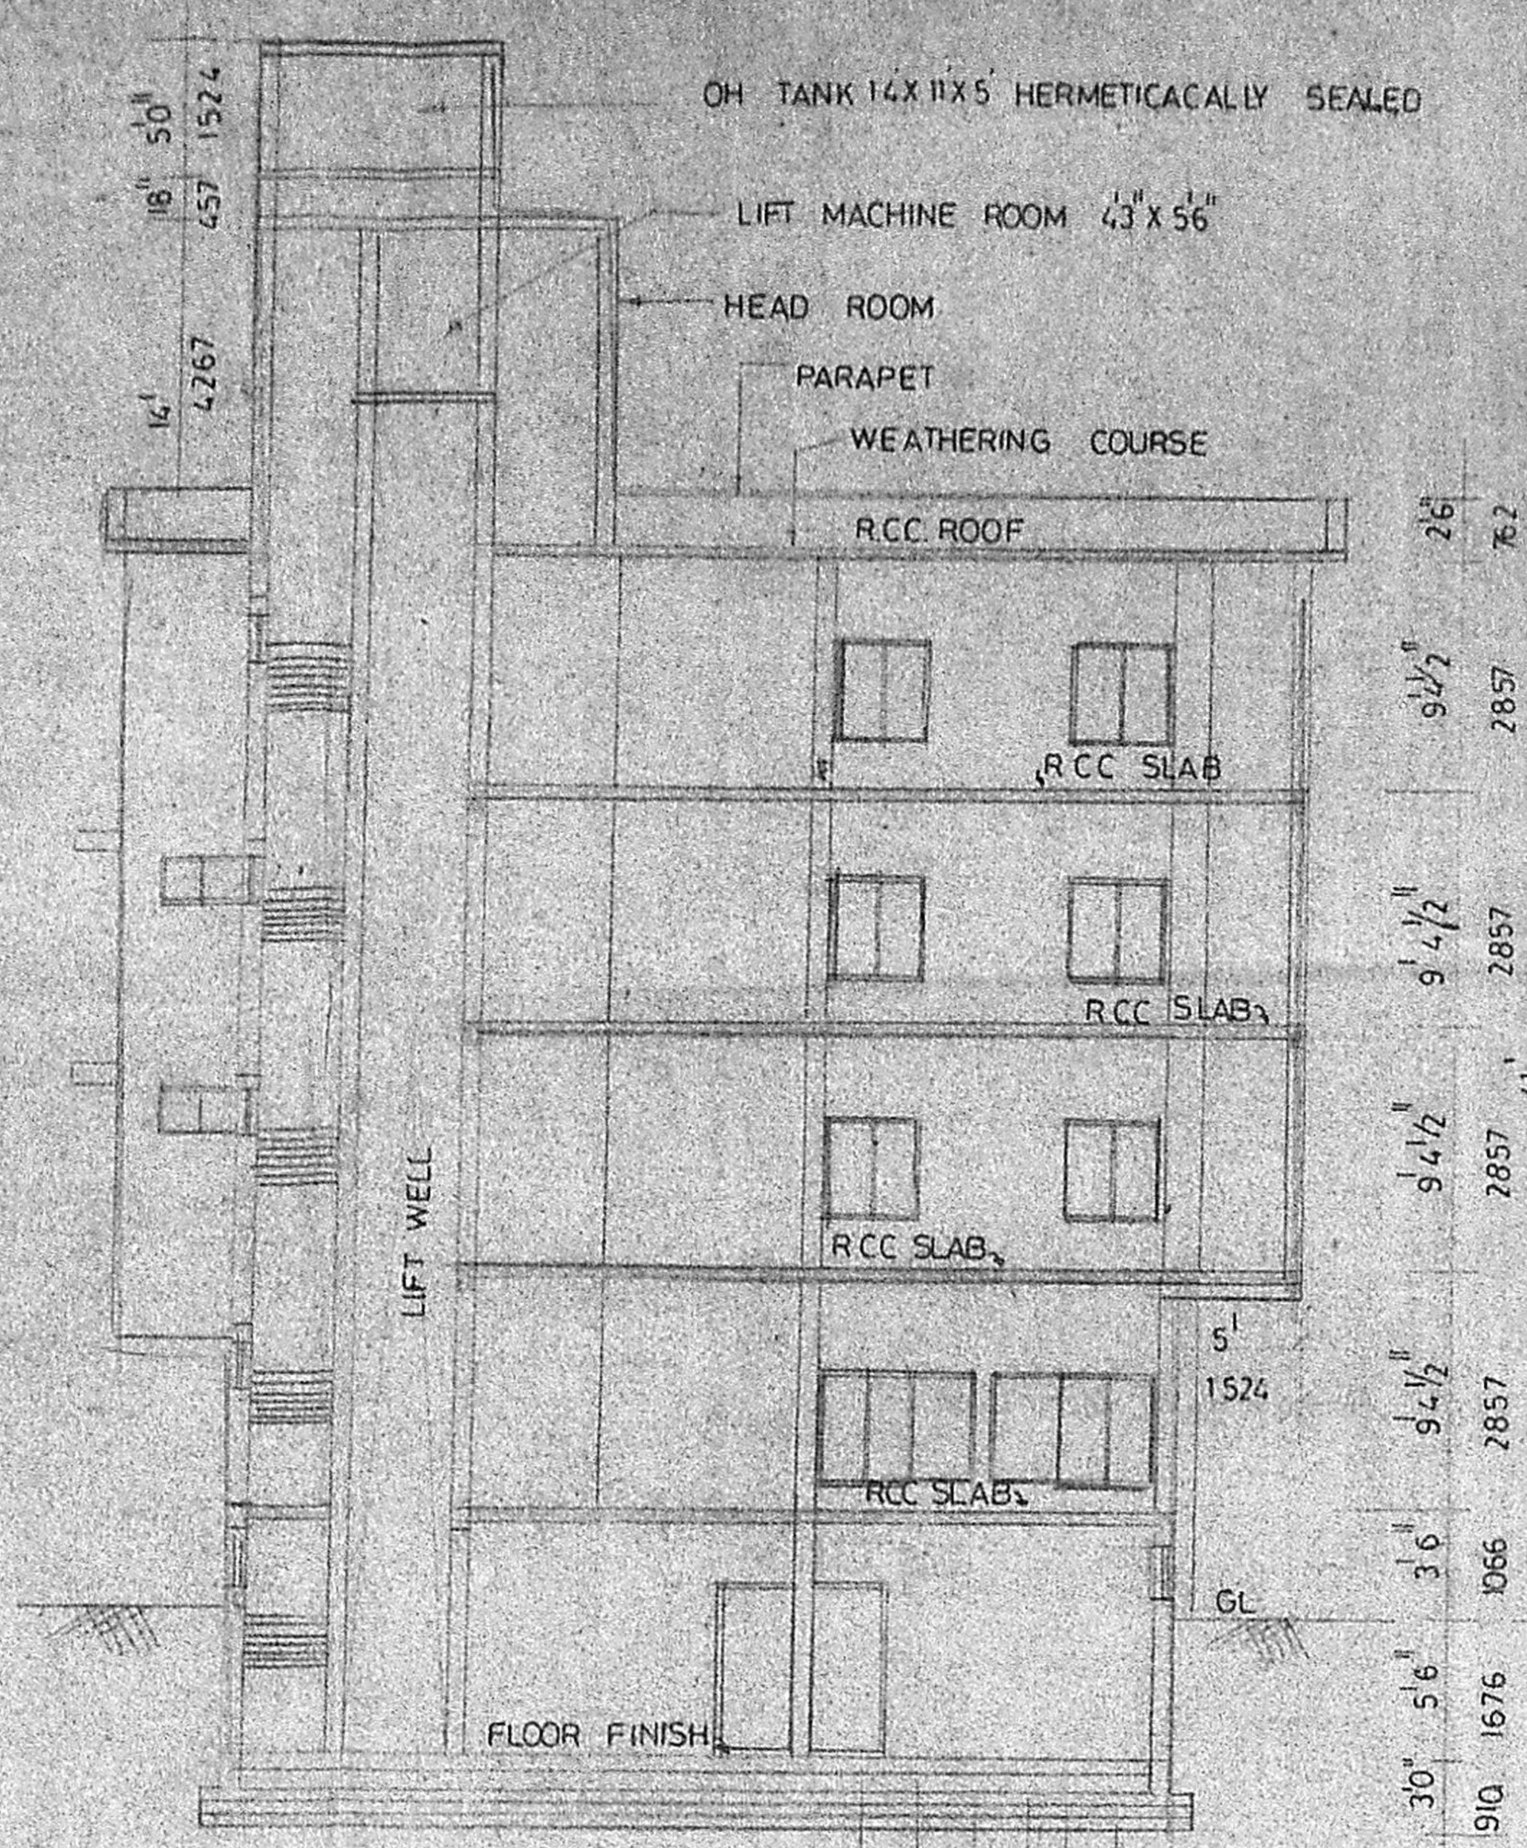 OH TANK 14'X11'X5' HERMETICACALLY SEALED
5'0" 1524
18" 457
LIFT MACHINE ROOM 4'3" X 5'6"
HEAD ROOM
14' 4267
PARAPET
WEATHERING COURSE
R.C.C. ROOF
2'6" 762
9'4½" 2857
RCC SLAB
9'4½" 2857
RCC SLAB
9'4½" 2857
LIFT WELL
RCC SLAB
5'
1524
9'4½" 2857
RCC SLAB
3'6" 1066
GL
5'6" 1676
FLOOR FINISH
3'0" 910